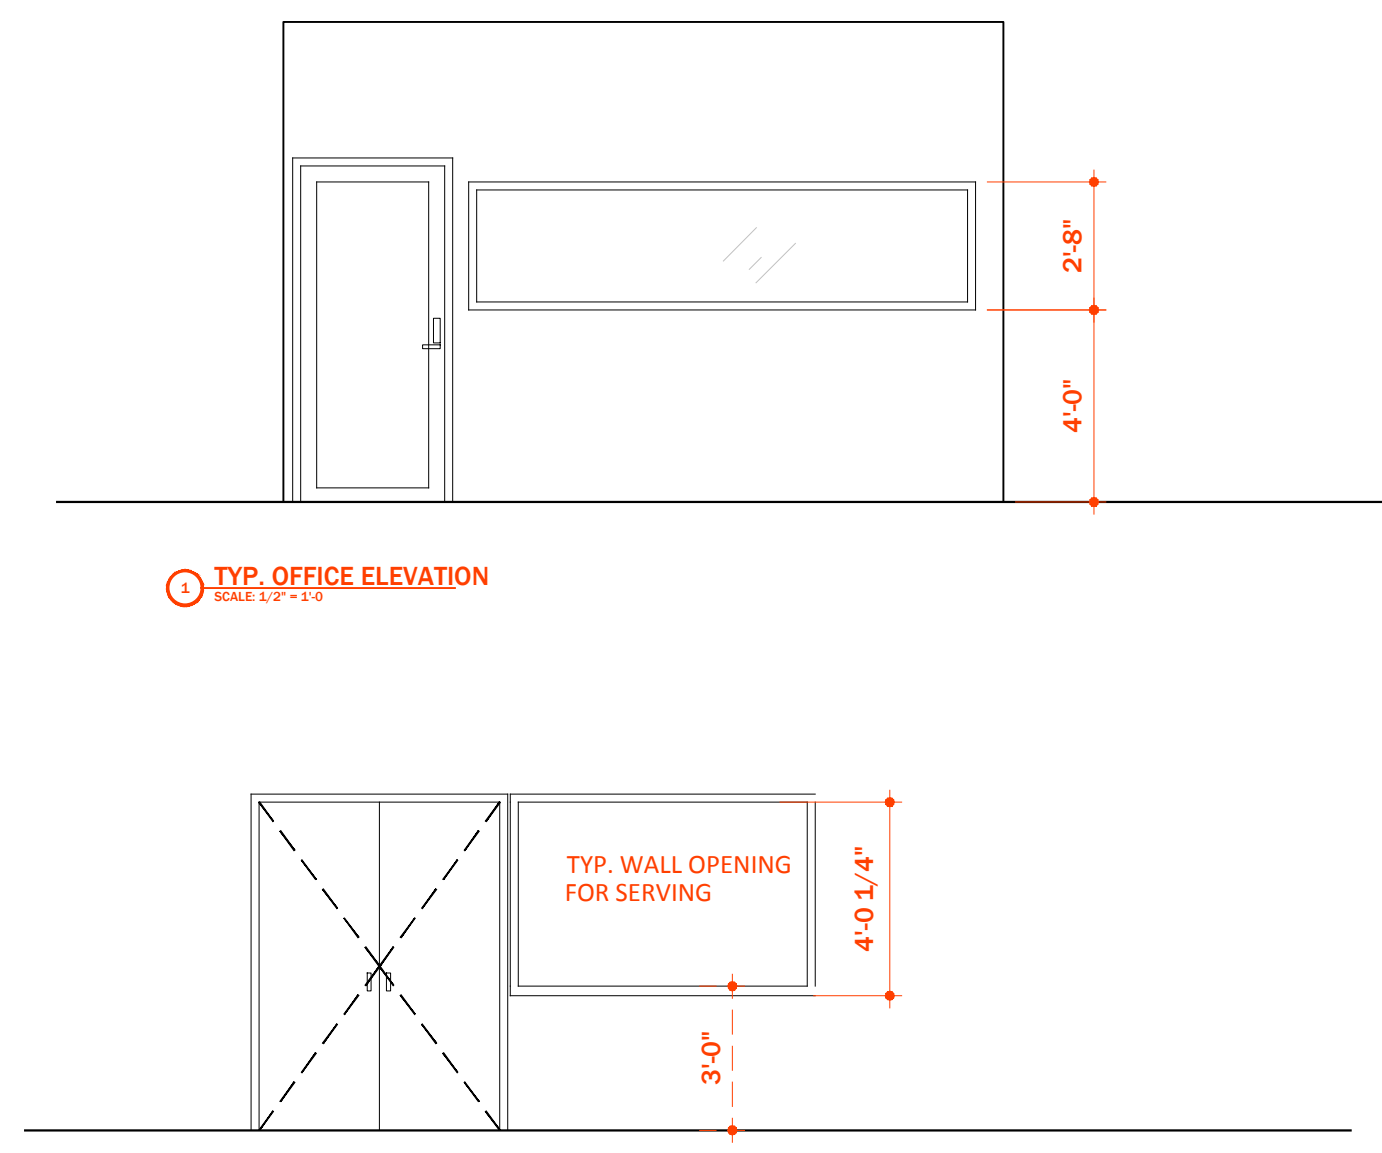 2'-8"
4'-0"
1
TYP. OFFICE ELEVATION
SCALE: 1/2" = 1'-0
TYP. WALL OPENING
FOR SERVING
4'-0 1/4"
3'-0"